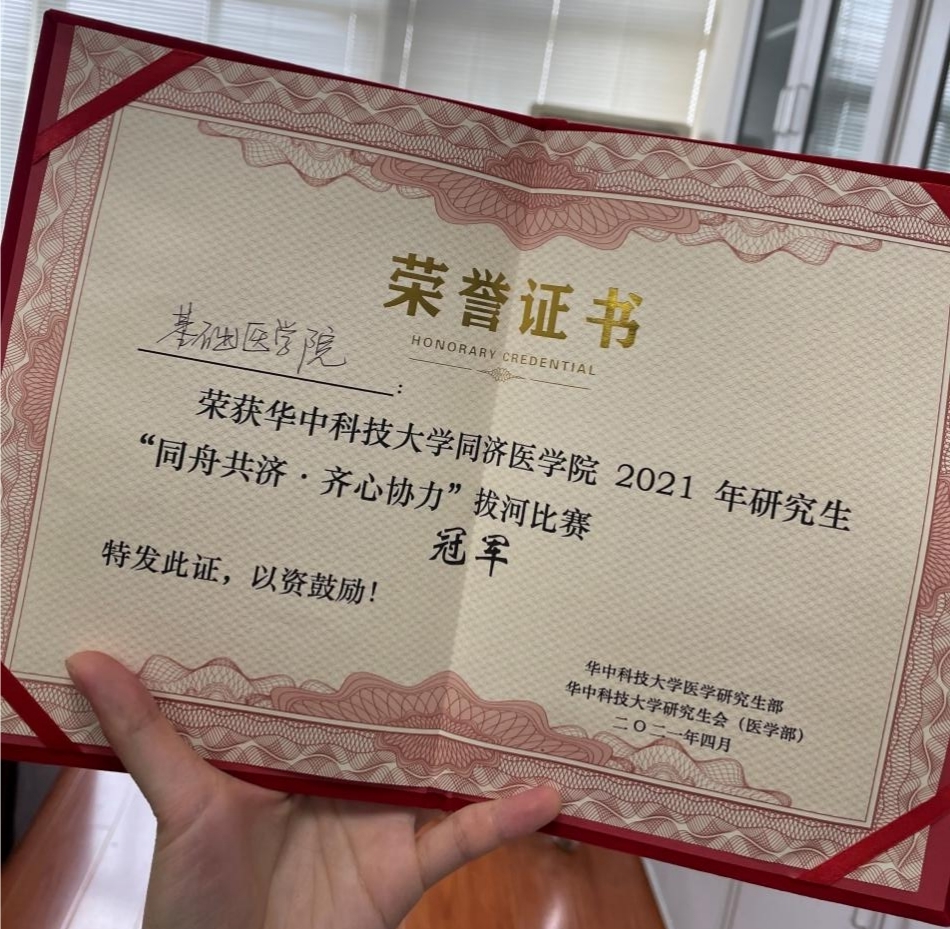 荣誉证书
HONORARY CREDENTIAL
基础医学院：
荣获华中科技大学同济医学院 2021 年研究生
“同舟共济·齐心协力”拔河比赛
冠军
特发此证，以资鼓励！
华中科技大学医学研究生部
华中科技大学研究生会（医学部）
二〇二一年四月